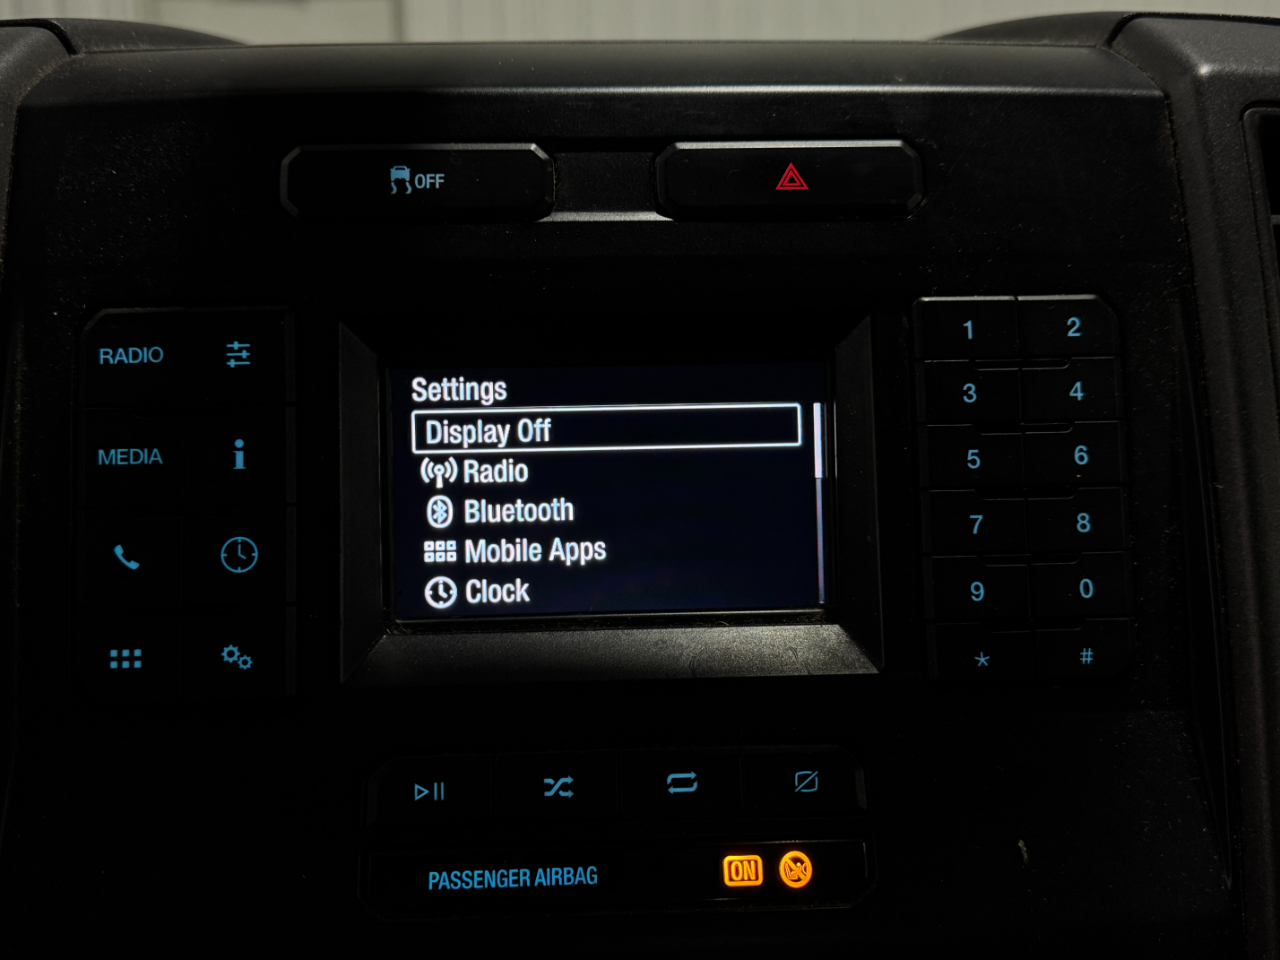 OFF
RADIO
MEDIA
Settings
Display Off
Radio
Bluetooth
Mobile Apps
Clock
1 2
3 4
5 6
7 8
9 0
* #
PASSENGER AIRBAG ON